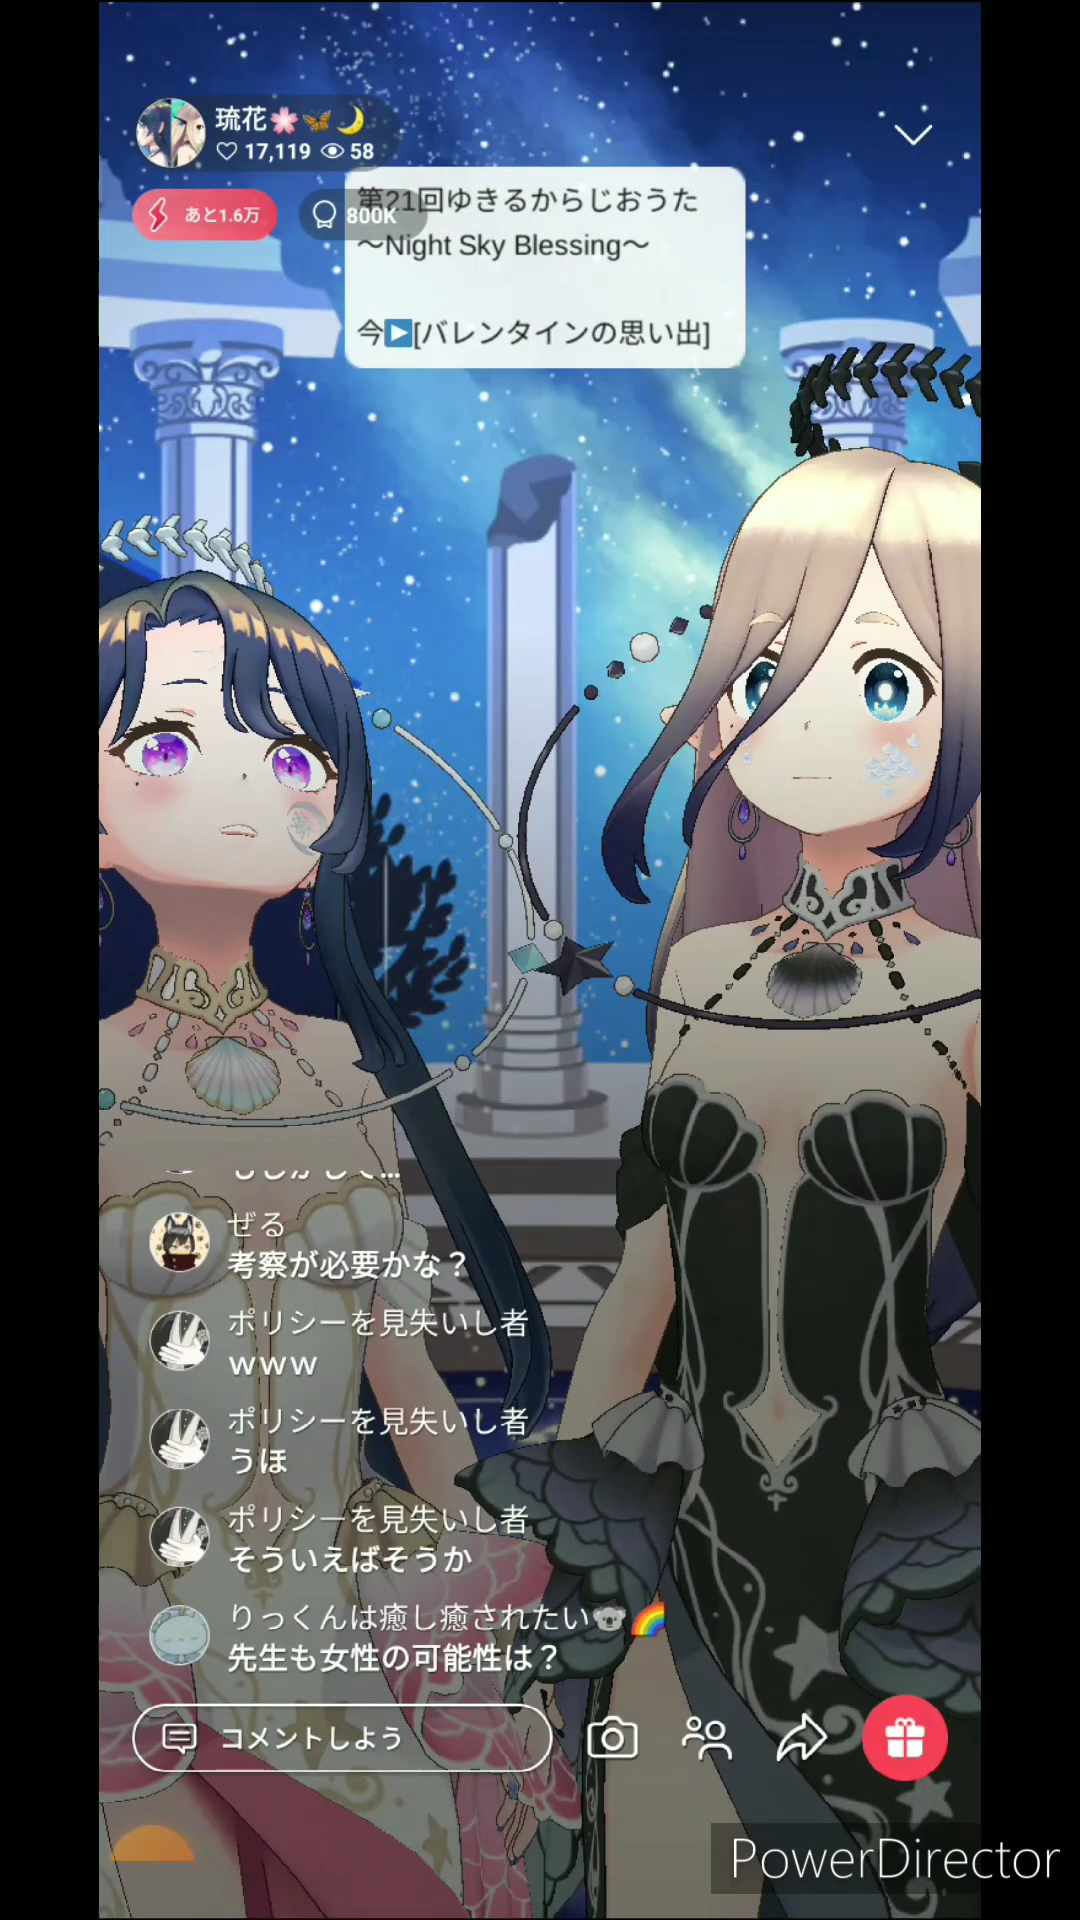 琉花🌸🦋🌙
♡ 17,119 58
あと1.6万
800K
第21回ゆきるからじおうた
〜Night Sky Blessing〜
今▶[バレンタインの思い出]
ぜる
考察が必要かな？
ポリシーを見失いし者
www
ポリシーを見失いし者
うほ
ポリシーを見失いし者
そういえばそうか
りっくんは癒し癒されたい🐨🌈
先生も女性の可能性は？
コメントしよう
PowerDirector